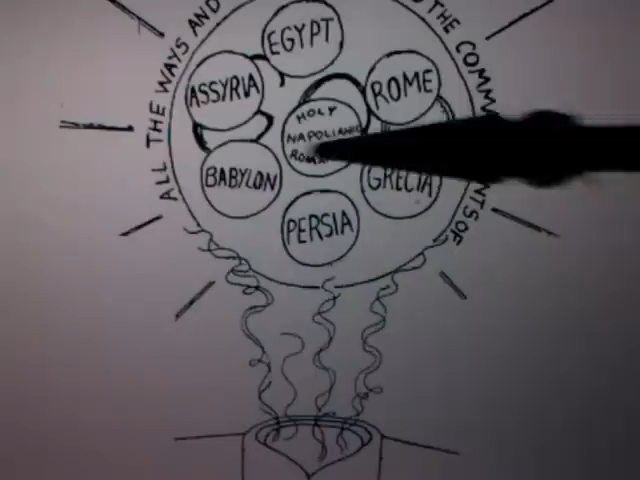 ALL THE WAYS AND
THE COMM
NTS OF
EGYPT
ASSYRIA
ROME
HOLY
NAPOLIANIC
BABYLON
GRECIA
PERSIA